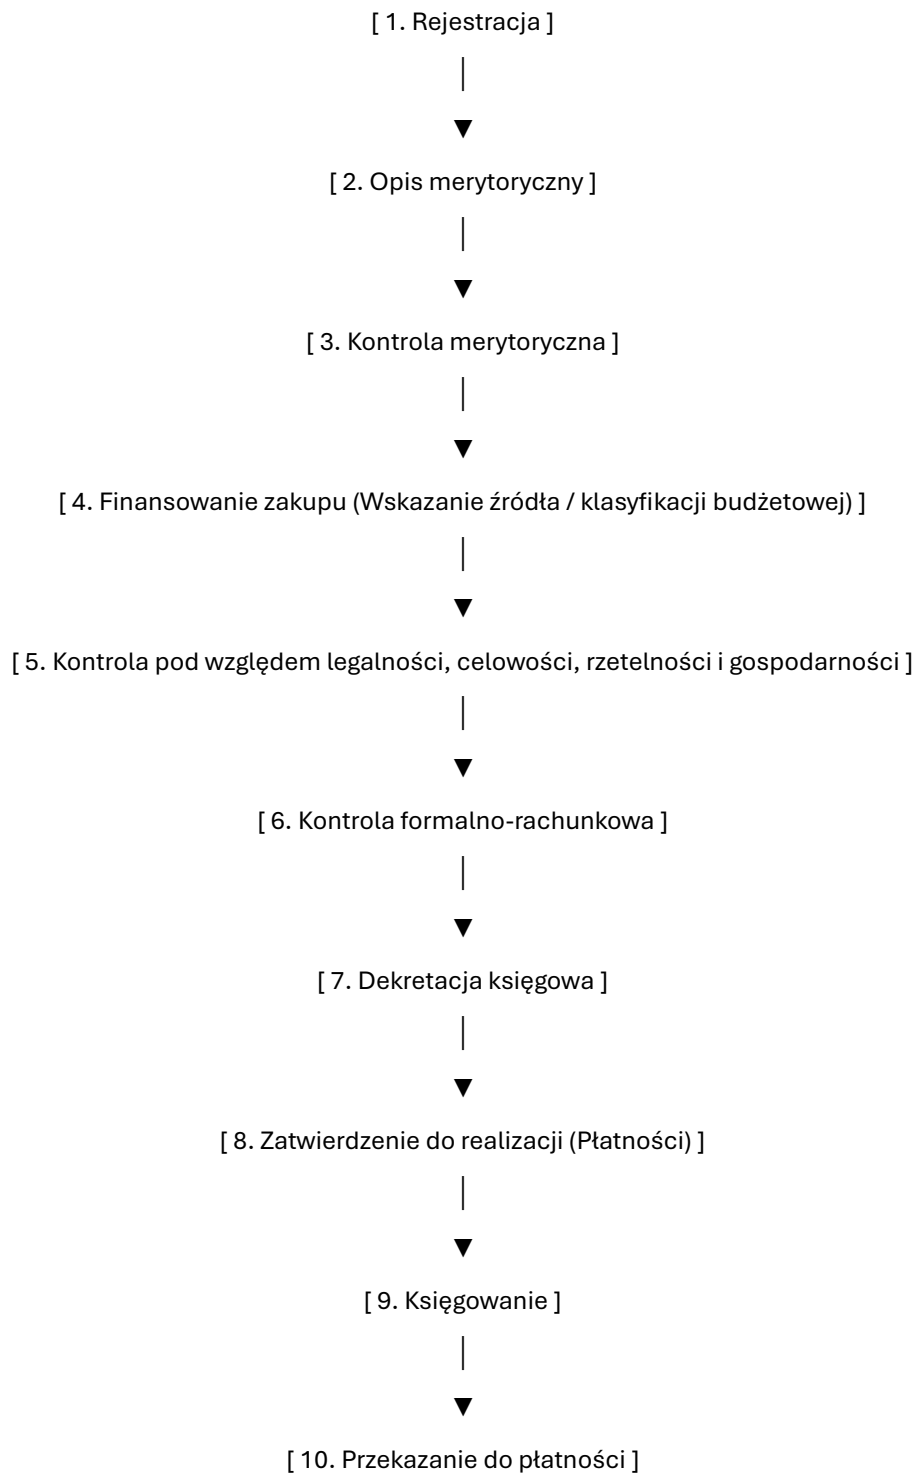 [ 1. Rejestracja ]
│
▼
[ 2. Opis merytoryczny ]
│
▼
[ 3. Kontrola merytoryczna ]
│
▼
[ 4. Finansowanie zakupu (Wskazanie źródła / klasyfikacji budżetowej) ]
│
▼
[ 5. Kontrola pod względem legalności, celowości, rzetelności i gospodarności ]
│
▼
[ 6. Kontrola formalno-rachunkowa ]
│
▼
[ 7. Dekretacja księgowa ]
│
▼
[ 8. Zatwierdzenie do realizacji (Płatności) ]
│
▼
[ 9. Księgowanie ]
│
▼
[ 10. Przekazanie do płatności ]